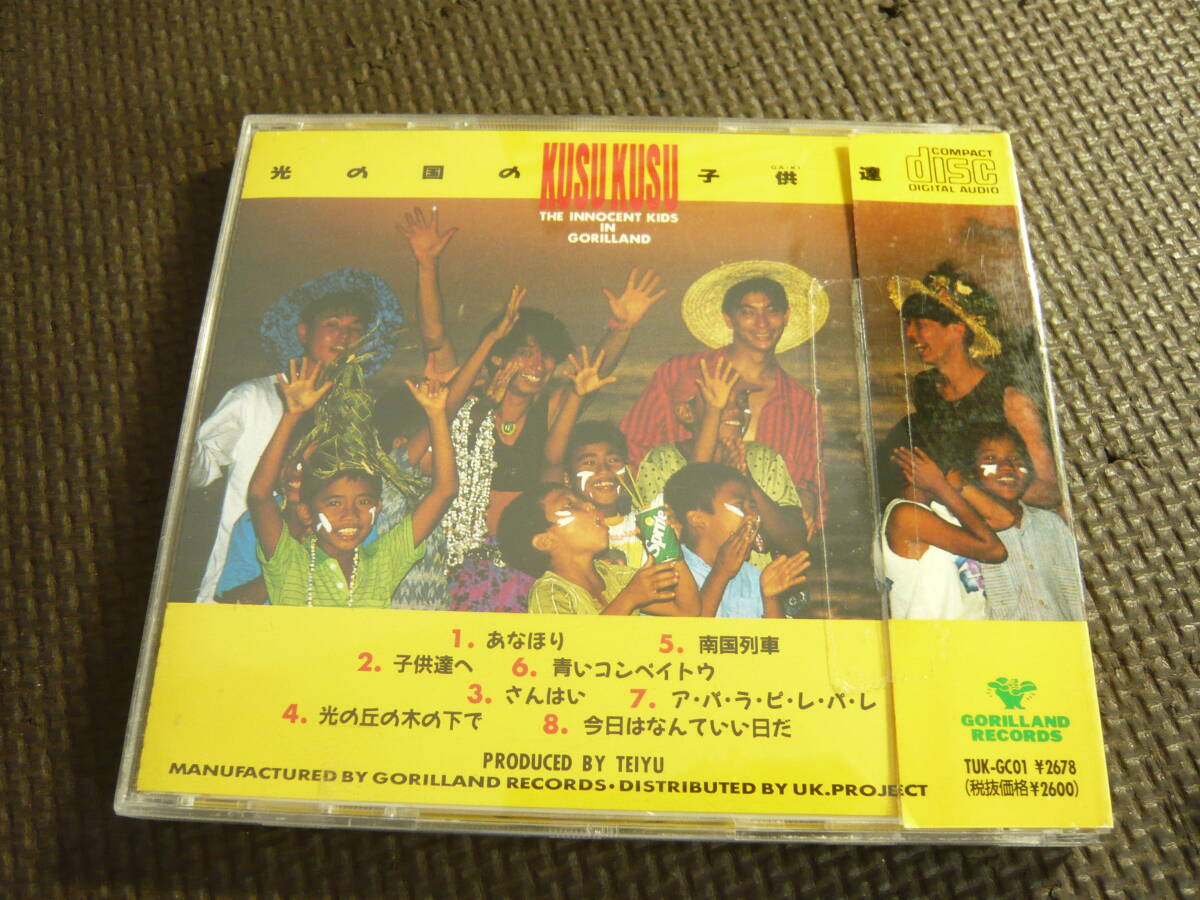 光の国の KUSU KUSU 子供達
GA・KI
THE INNOCENT KIDS
IN
GORILLAND
COMPACT
disc
DIGITAL AUDIO
Sprite
1. あなほり 5. 南国列車
2. 子供達へ 6. 青いコンペイトウ
3. さんはい 7. ア・パ・ラ・ピ・レ・パ・レ
4. 光の丘の木の下で 8. 今日はなんていい日だ
PRODUCED BY TEIYU
MANUFACTURED BY GORILLAND RECORDS・DISTRIBUTED BY UK.PROJECT
GORILLAND
RECORDS
TUK-GC01 ¥2678
(税抜価格¥2600)